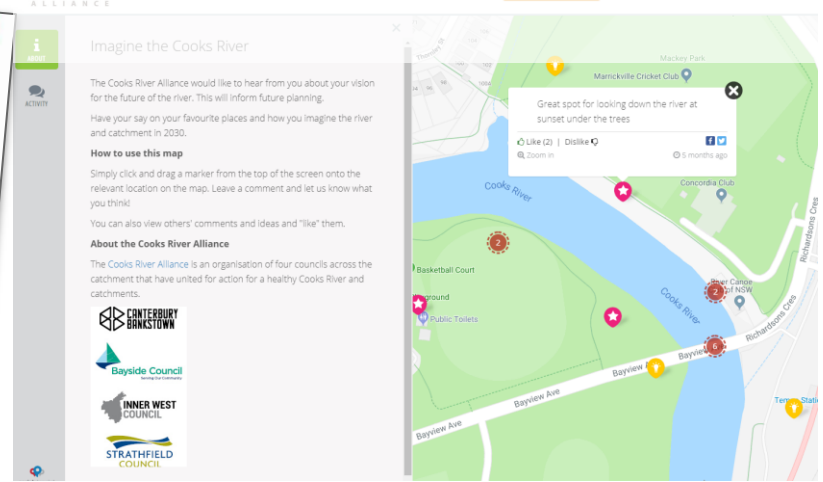 ALLIANCE
ABOUT
ACTIVITY
Imagine the Cooks River
The Cooks River Alliance would like to hear from you about your vision
for the future of the river. This will inform future planning.
Have your say on your favourite places and how you imagine the river
and catchment in 2030.
How to use this map
Simply click and drag a marker from the top of the screen onto the
relevant location on the map. Leave a comment and let us know what
you think!
You can also view others' comments and ideas and "like" them.
About the Cooks River Alliance
The Cooks River Alliance is an organisation of four councils across the
catchment that have united for action for a healthy Cooks River and
catchments.
CANTERBURY
BANKSTOWN
Bayside Council
Serving Our Community
INNER WEST
COUNCIL
STRATHFIELD
COUNCIL
Mackey Park
Marrickville Cricket Club
Great spot for looking down the river at
sunset under the trees
Like (2) | Dislike
Zoom in
5 months ago
Concordia Club
Cooks River
2
Richardsons Cres
Basketball Court
River Canoe
of NSW
2
ground
Cooks River
Public Toilets
Richardsons Cres
6
Bayview
Bayview Ave
Bayview Ave
Bayview Ave